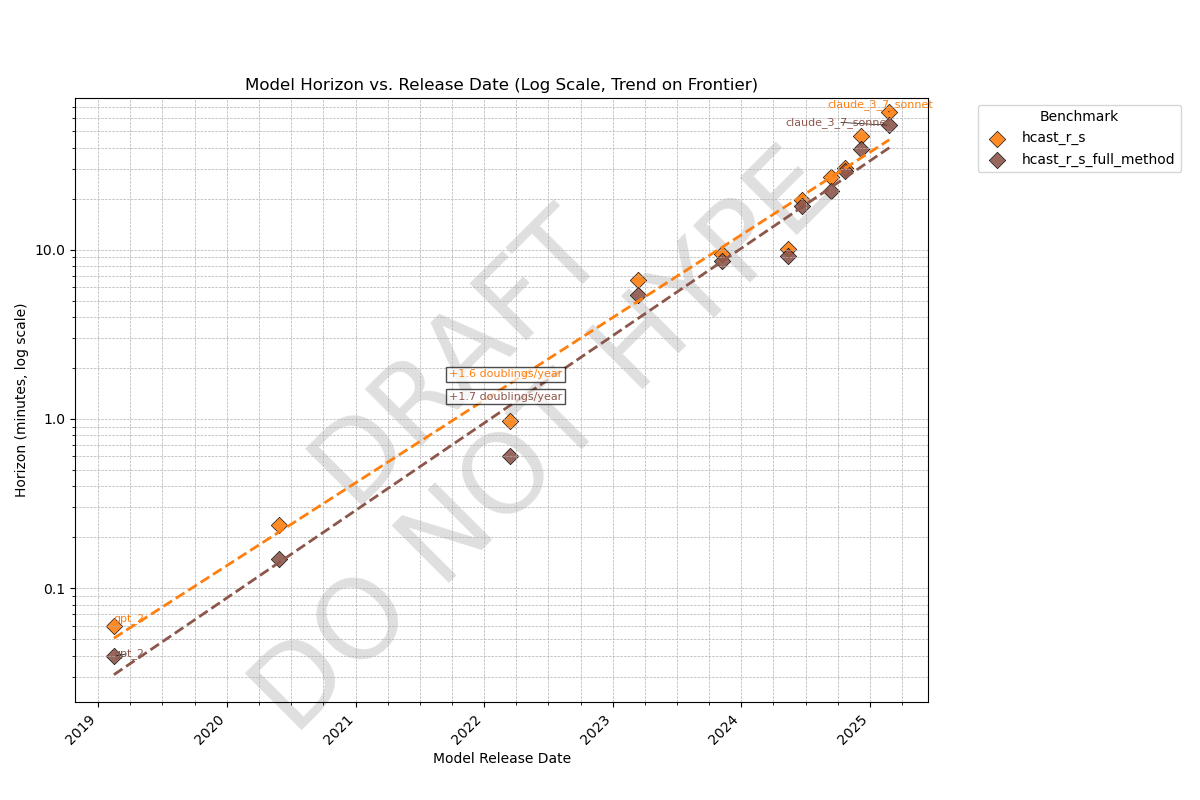 Model Horizon vs. Release Date (Log Scale, Trend on Frontier)
claude_3_7_sonnet
claude_3_7_sonnet
Benchmark
hcast_r_s
hcast_r_s_full_method
Horizon (minutes, log scale)
10.0
1.0
0.1
+1.6 doublings/year
+1.7 doublings/year
gpt_2
gpt_2
DRAFT
DO NOT HYPE
2019
2020
2021
2022
2023
2024
2025
Model Release Date